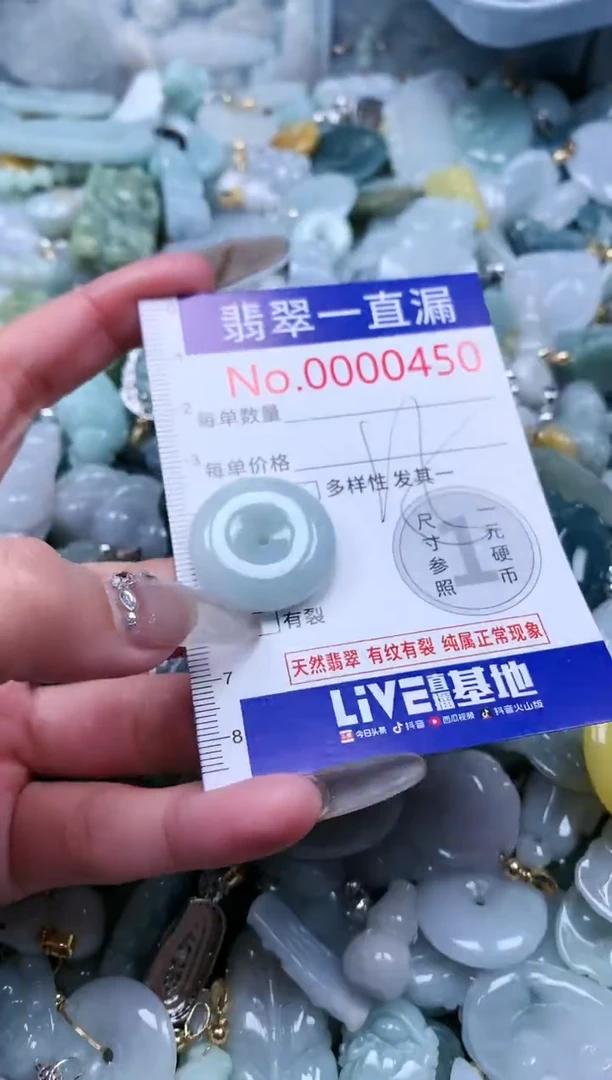 翡翠一直漏
No.0000450
2 每单数量
3 每单价格
多样性 发其一
尺寸参照
1
一元硬币
有裂
天然翡翠 有纹有裂 纯属正常现象
7
LiVE直播基地
8
今日头条 抖音 西瓜视频 抖音火山版